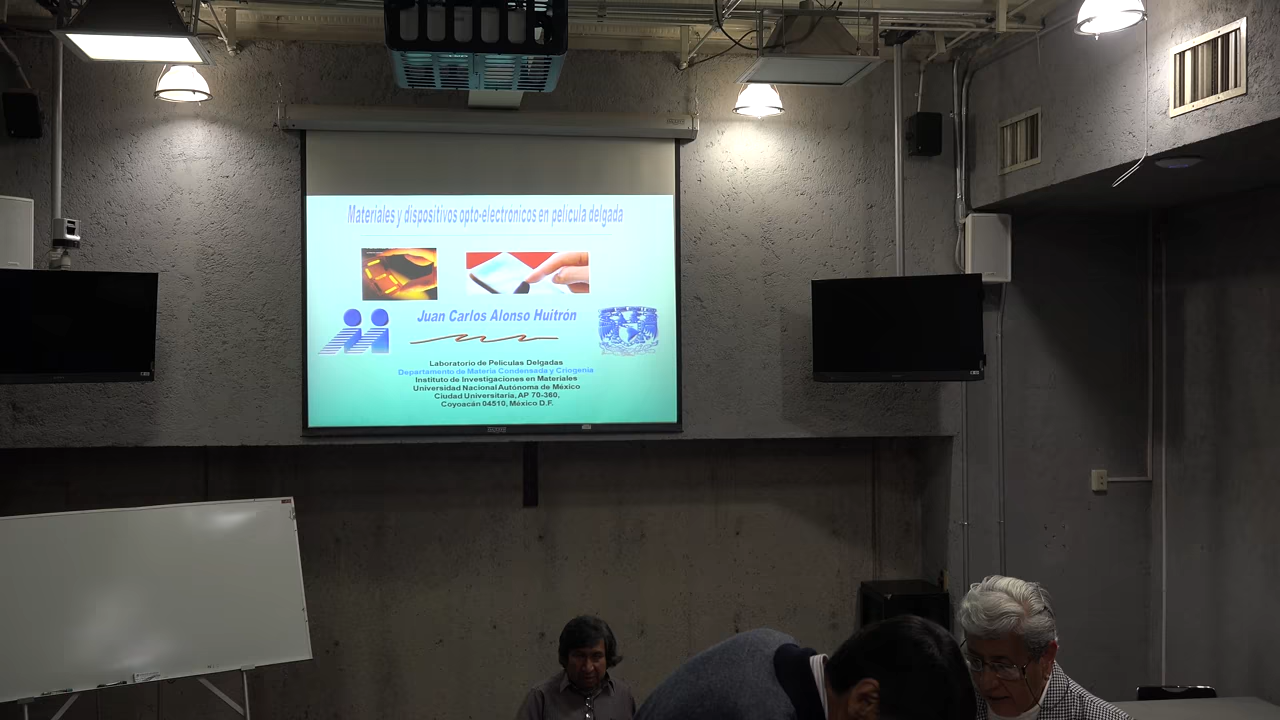 Materiales y dispositivos opto-electrónicos en película delgada
Juan Carlos Alonso Huitrón
Laboratorio de Películas Delgadas
Departamento de Materia Condensada y Criogenia
Instituto de Investigaciones en Materiales
Universidad Nacional Autónoma de México
Ciudad Universitaria, AP 70-360,
Coyoacán 04510, México D.F.